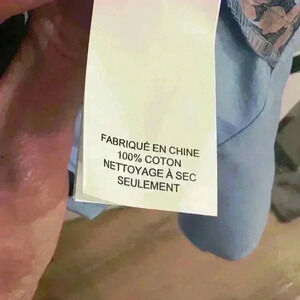 FABRIQUÉ EN CHINE
100% COTON
NETTOYAGE À SEC
SEULEMENT